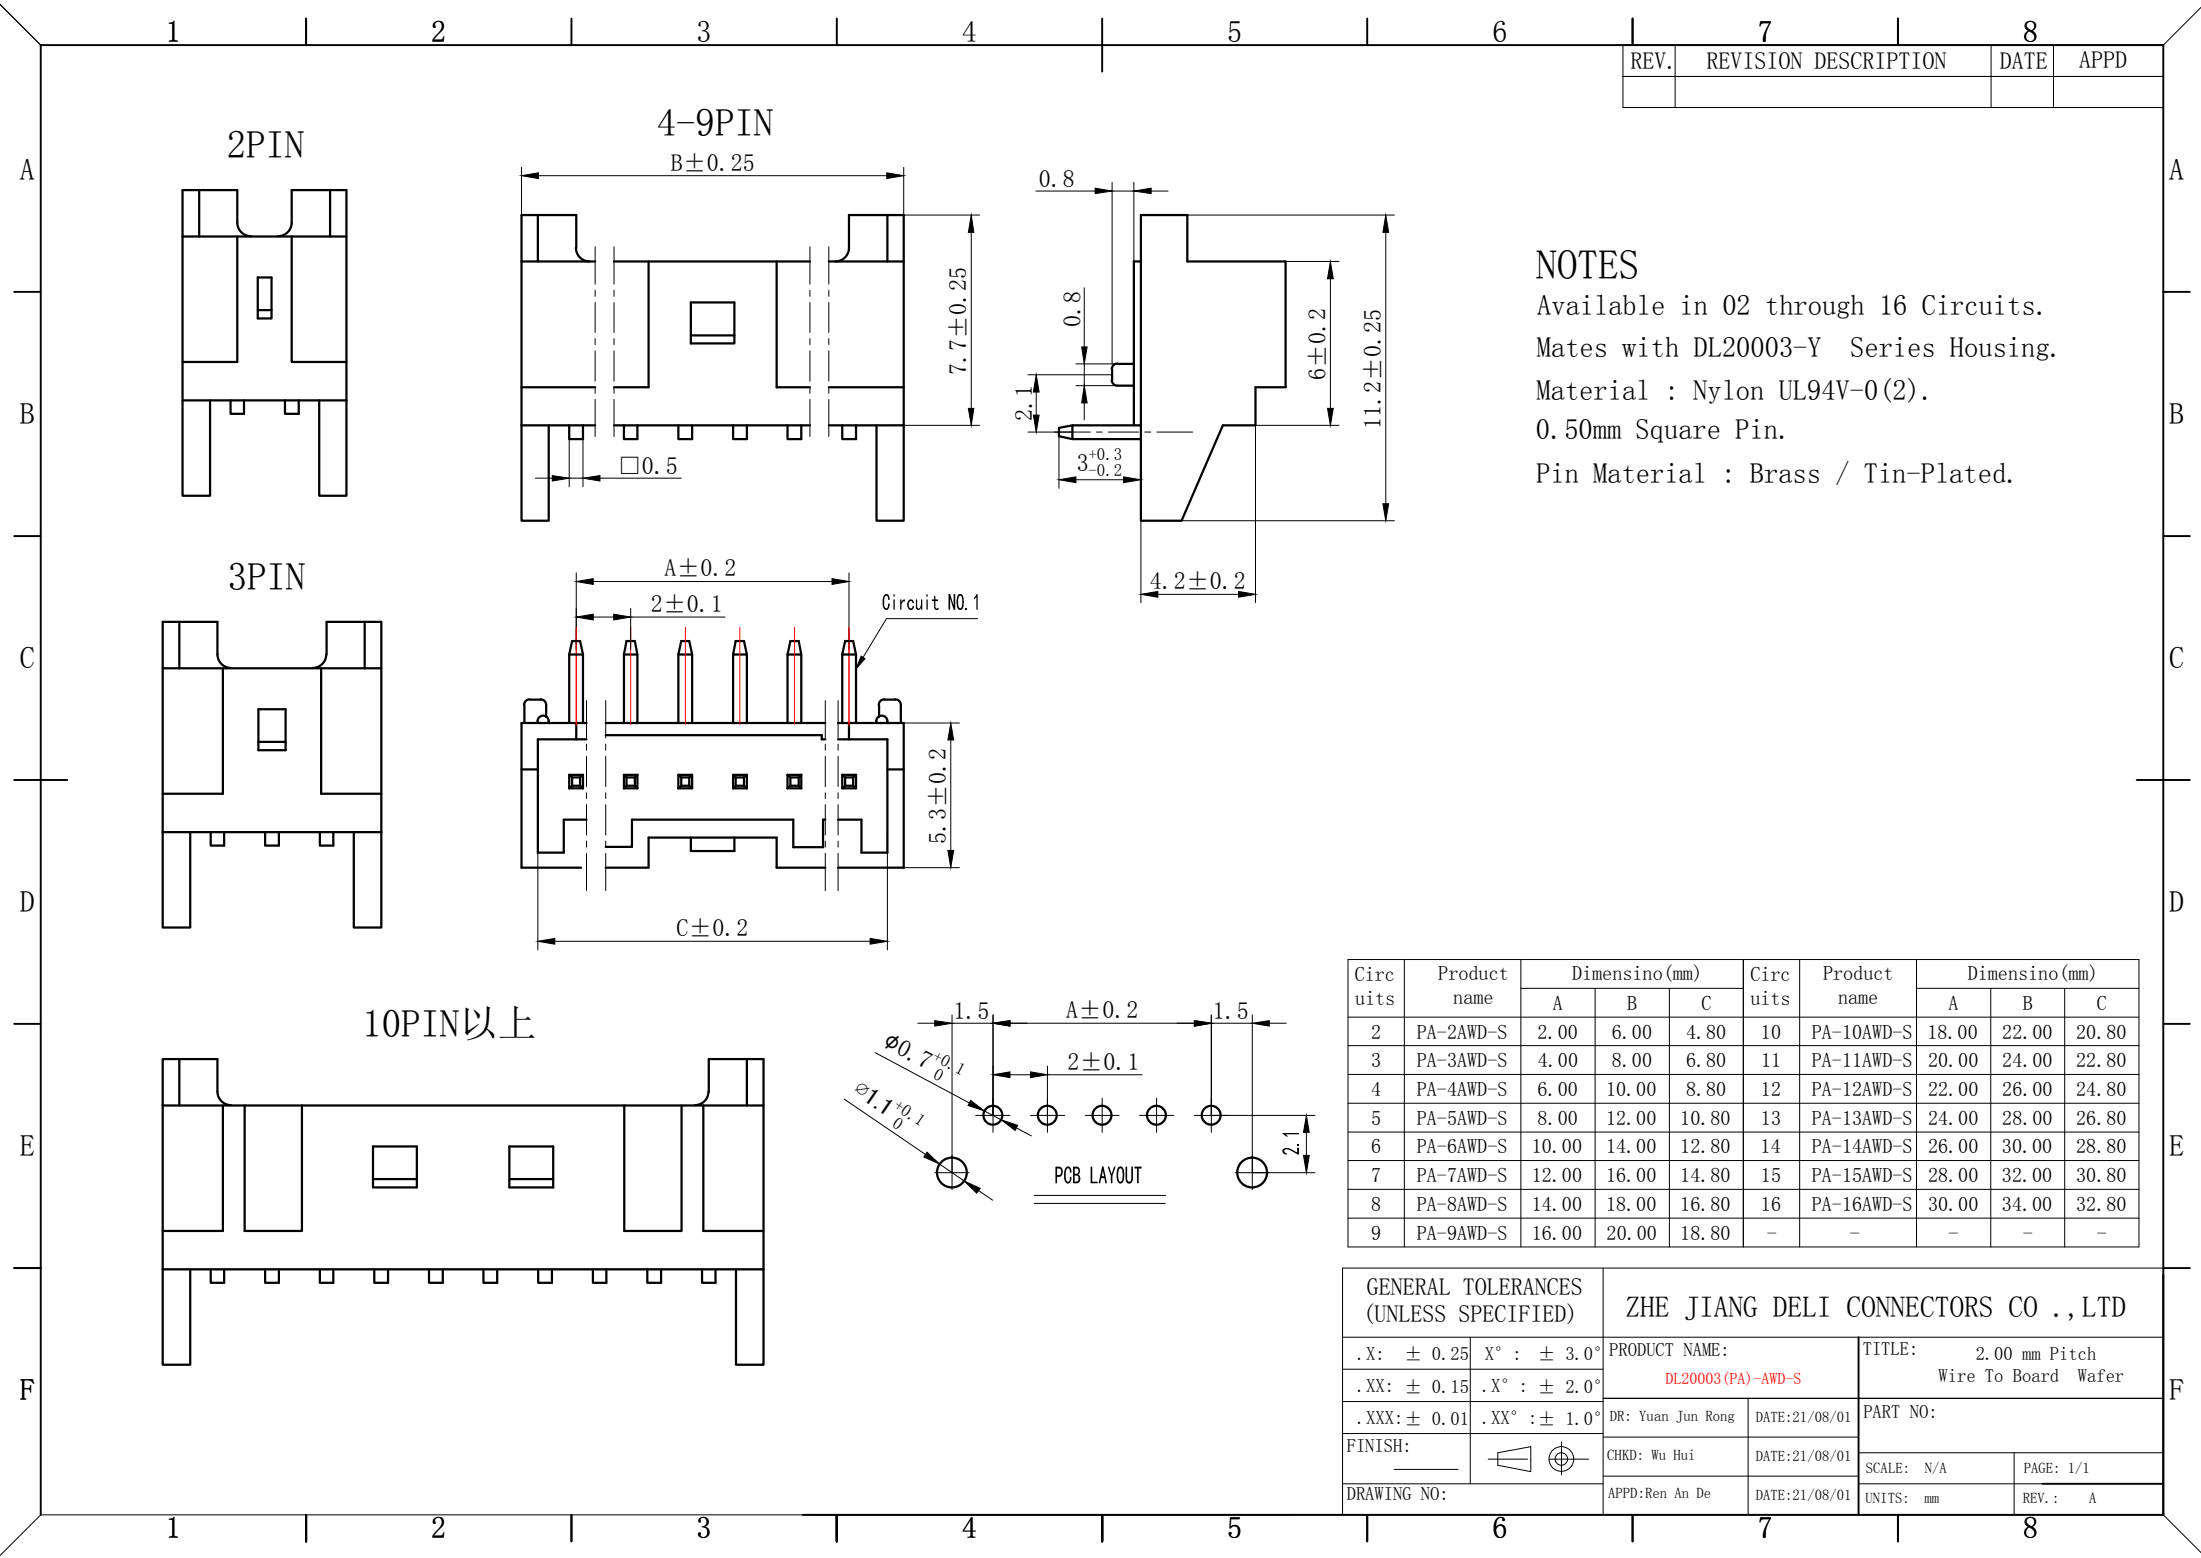 1 2 3 4 5 6 7 8
REV. REVISION DESCRIPTION DATE APPD
A A
B B
C C
D D
E E
F F
2PIN
4-9PIN
B±0.25
7.7±0.25
□0.5
0.8
0.8
2.1
3 +0.3 -0.2
6±0.2
11.2±0.25
4.2±0.2
NOTES
Available in 02 through 16 Circuits.
Mates with DL20003-Y Series Housing.
Material : Nylon UL94V-0(2).
0.50mm Square Pin.
Pin Material : Brass / Tin-Plated.
3PIN
A±0.2
2±0.1
Circuit NO.1
5.3±0.2
C±0.2
10PIN以上
1.5 A±0.2 1.5
2±0.1
ø0.7 +0.1 0
⌀1.1 +0.1 0
2.1
PCB LAYOUT
Circuits Product name Dimensino(mm) Circuits Product name Dimensino(mm)
A B C A B C
2 PA-2AWD-S 2.00 6.00 4.80 10 PA-10AWD-S 18.00 22.00 20.80
3 PA-3AWD-S 4.00 8.00 6.80 11 PA-11AWD-S 20.00 24.00 22.80
4 PA-4AWD-S 6.00 10.00 8.80 12 PA-12AWD-S 22.00 26.00 24.80
5 PA-5AWD-S 8.00 12.00 10.80 13 PA-13AWD-S 24.00 28.00 26.80
6 PA-6AWD-S 10.00 14.00 12.80 14 PA-14AWD-S 26.00 30.00 28.80
7 PA-7AWD-S 12.00 16.00 14.80 15 PA-15AWD-S 28.00 32.00 30.80
8 PA-8AWD-S 14.00 18.00 16.80 16 PA-16AWD-S 30.00 34.00 32.80
9 PA-9AWD-S 16.00 20.00 18.80 - - - - -
GENERAL TOLERANCES
(UNLESS SPECIFIED)
ZHE JIANG DELI CONNECTORS CO .,LTD
.X: ± 0.25 X° : ± 3.0°
.XX: ± 0.15 .X° : ± 2.0°
.XXX: ± 0.01 .XX° : ± 1.0°
FINISH:
DRAWING NO:
PRODUCT NAME:
DL20003(PA)-AWD-S
TITLE: 2.00 mm Pitch
Wire To Board Wafer
DR: Yuan Jun Rong DATE:21/08/01
CHKD: Wu Hui DATE:21/08/01
APPD:Ren An De DATE:21/08/01
PART NO:
SCALE: N/A PAGE: 1/1
UNITS: mm REV.: A
1 2 3 4 5 6 7 8